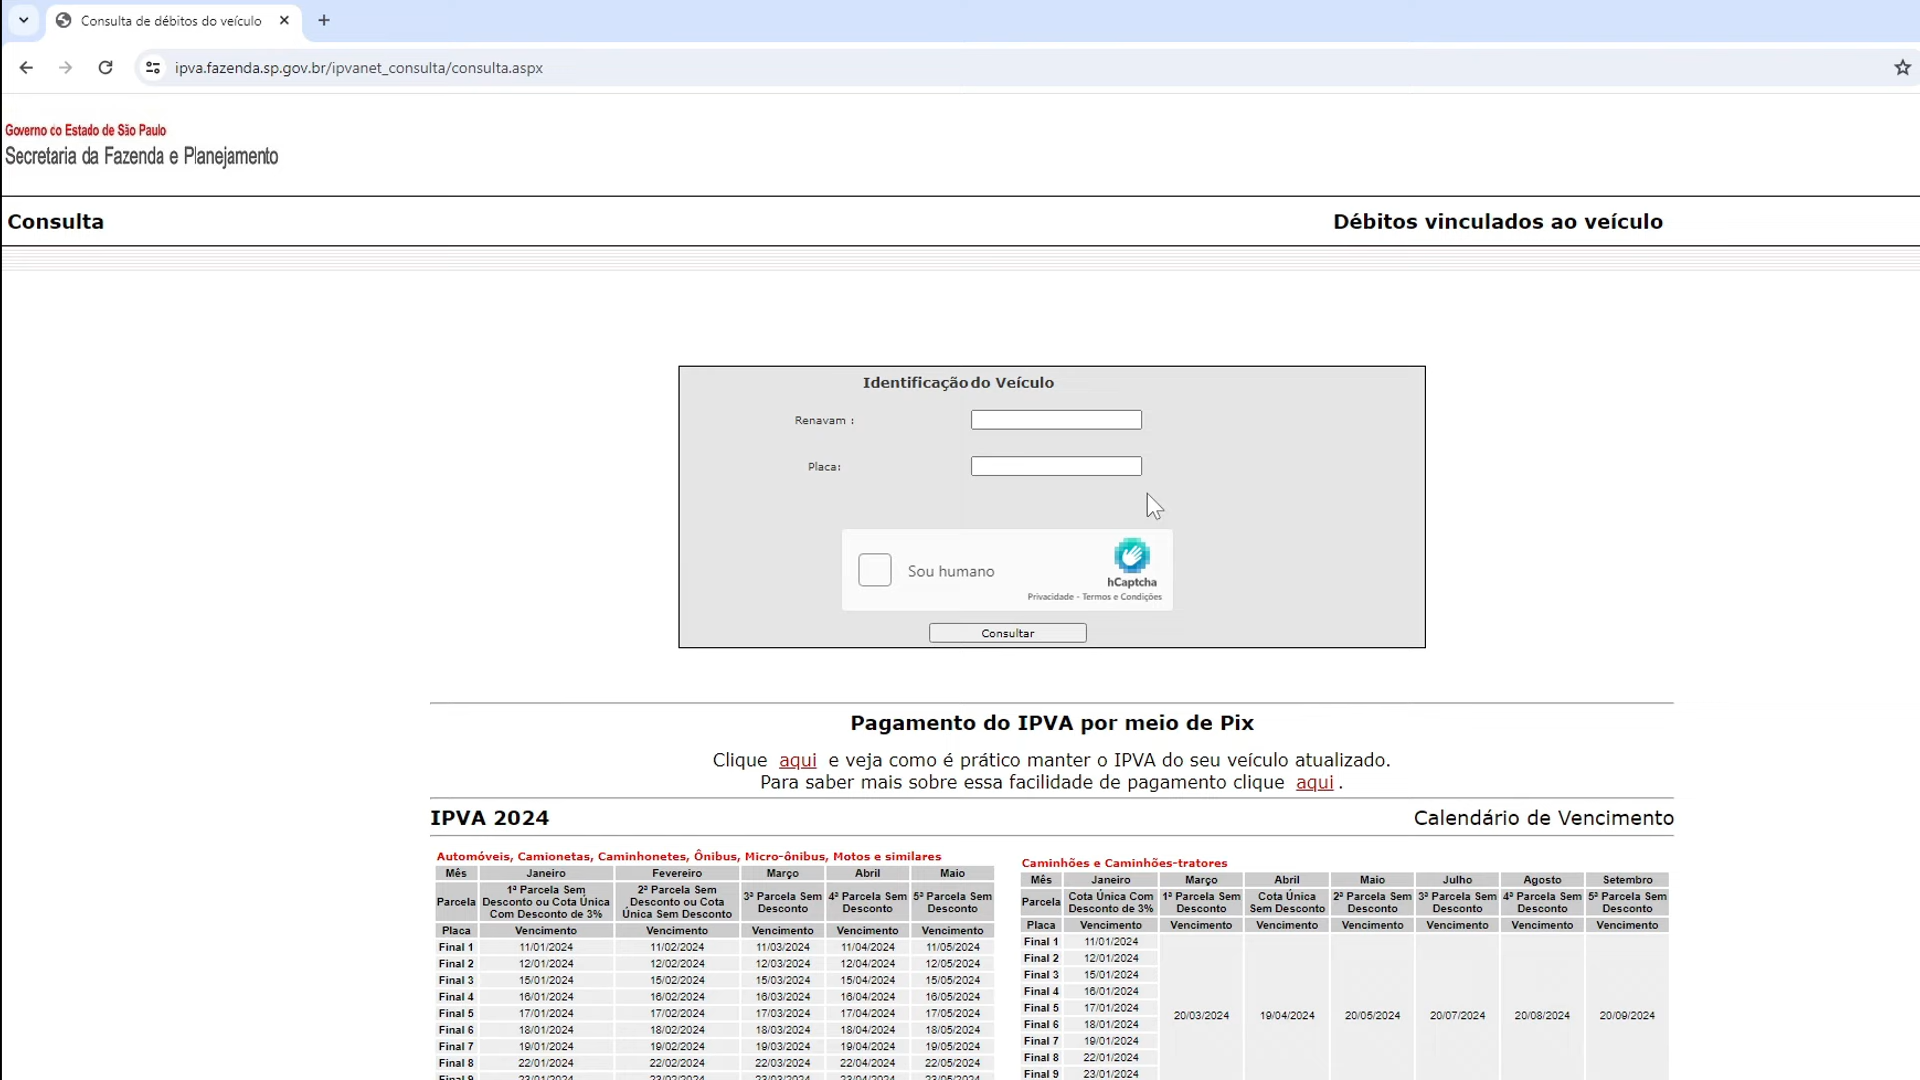 Consulta de débitos do veículo
ipva.fazenda.sp.gov.br/ipvanet_consulta/consulta.aspx
Governo do Estado de São Paulo
Secretaria da Fazenda e Planejamento
Consulta
Débitos vinculados ao veículo
Identificação do Veículo
Renavam :
Placa:
Sou humano
hCaptcha
Privacidade - Termos e Condições
Consultar
Pagamento do IPVA por meio de Pix
Clique aqui e veja como é prático manter o IPVA do seu veículo atualizado.
Para saber mais sobre essa facilidade de pagamento clique aqui .
IPVA 2024
Calendário de Vencimento
Automóveis, Camionetas, Caminhonetes, Ônibus, Micro-ônibus, Motos e similares
Mês Janeiro Fevereiro Março Abril Maio
Parcela 1ª Parcela Sem Desconto ou Cota Única Com Desconto de 3% 2ª Parcela Sem Desconto ou Cota Única Sem Desconto 3ª Parcela Sem Desconto 4ª Parcela Sem Desconto 5ª Parcela Sem Desconto
Placa Vencimento Vencimento Vencimento Vencimento Vencimento
Final 1 11/01/2024 11/02/2024 11/03/2024 11/04/2024 11/05/2024
Final 2 12/01/2024 12/02/2024 12/03/2024 12/04/2024 12/05/2024
Final 3 15/01/2024 15/02/2024 15/03/2024 15/04/2024 15/05/2024
Final 4 16/01/2024 16/02/2024 16/03/2024 16/04/2024 16/05/2024
Final 5 17/01/2024 17/02/2024 17/03/2024 17/04/2024 17/05/2024
Final 6 18/01/2024 18/02/2024 18/03/2024 18/04/2024 18/05/2024
Final 7 19/01/2024 19/02/2024 19/03/2024 19/04/2024 19/05/2024
Final 8 22/01/2024 22/02/2024 22/03/2024 22/04/2024 22/05/2024
Final 9 23/01/2024 23/02/2024 23/03/2024 23/04/2024 23/05/2024
Caminhões e Caminhões-tratores
Mês Janeiro Março Abril Maio Julho Agosto Setembro
Parcela Cota Única Com Desconto de 3% 1ª Parcela Sem Desconto Cota Única Sem Desconto 2ª Parcela Sem Desconto 3ª Parcela Sem Desconto 4ª Parcela Sem Desconto 5ª Parcela Sem Desconto
Placa Vencimento Vencimento Vencimento Vencimento Vencimento Vencimento Vencimento
Final 1 11/01/2024
Final 2 12/01/2024
Final 3 15/01/2024
Final 4 16/01/2024
Final 5 17/01/2024
20/03/2024 19/04/2024 20/05/2024 20/07/2024 20/08/2024 20/09/2024
Final 6 18/01/2024
Final 7 19/01/2024
Final 8 22/01/2024
Final 9 23/01/2024